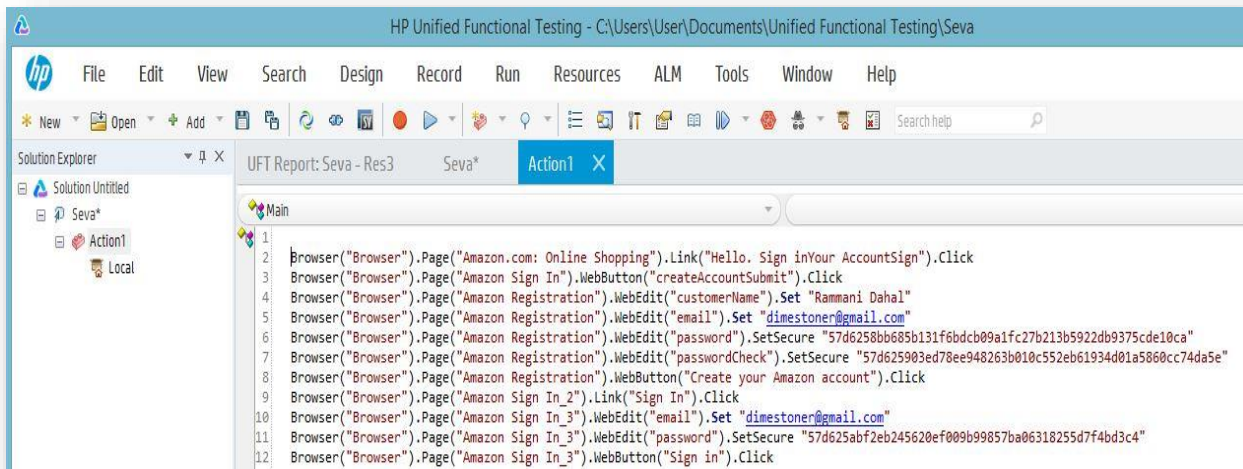 HP Unified Functional Testing - C:\Users\User\Documents\Unified Functional Testing\Seva
hp File Edit View Search Design Record Run Resources ALM Tools Window Help
New Open Add Search help
Solution Explorer
UFT Report: Seva - Res3 Seva* Action1
Solution Untitled
Seva*
Action1
Local
Main
1
2 Browser("Browser").Page("Amazon.com: Online Shopping").Link("Hello. Sign inYour AccountSign").Click
3 Browser("Browser").Page("Amazon Sign In").WebButton("createAccountSubmit").Click
4 Browser("Browser").Page("Amazon Registration").WebEdit("customerName").Set "Rammani Dahal"
5 Browser("Browser").Page("Amazon Registration").WebEdit("email").Set "dimestoner@gmail.com"
6 Browser("Browser").Page("Amazon Registration").WebEdit("password").SetSecure "57d6258bb685b131f6bdcb09a1fc27b213b5922db9375cde10ca"
7 Browser("Browser").Page("Amazon Registration").WebEdit("passwordCheck").SetSecure "57d625903ed78ee948263b010c552eb61934d01a5860cc74da5e"
8 Browser("Browser").Page("Amazon Registration").WebButton("Create your Amazon account").Click
9 Browser("Browser").Page("Amazon Sign In_2").Link("Sign In").Click
10 Browser("Browser").Page("Amazon Sign In_3").WebEdit("email").Set "dimestoner@gmail.com"
11 Browser("Browser").Page("Amazon Sign In_3").WebEdit("password").SetSecure "57d625abf2eb245620ef009b99857ba06318255d7f4bd3c4"
12 Browser("Browser").Page("Amazon Sign In_3").WebButton("Sign in").Click